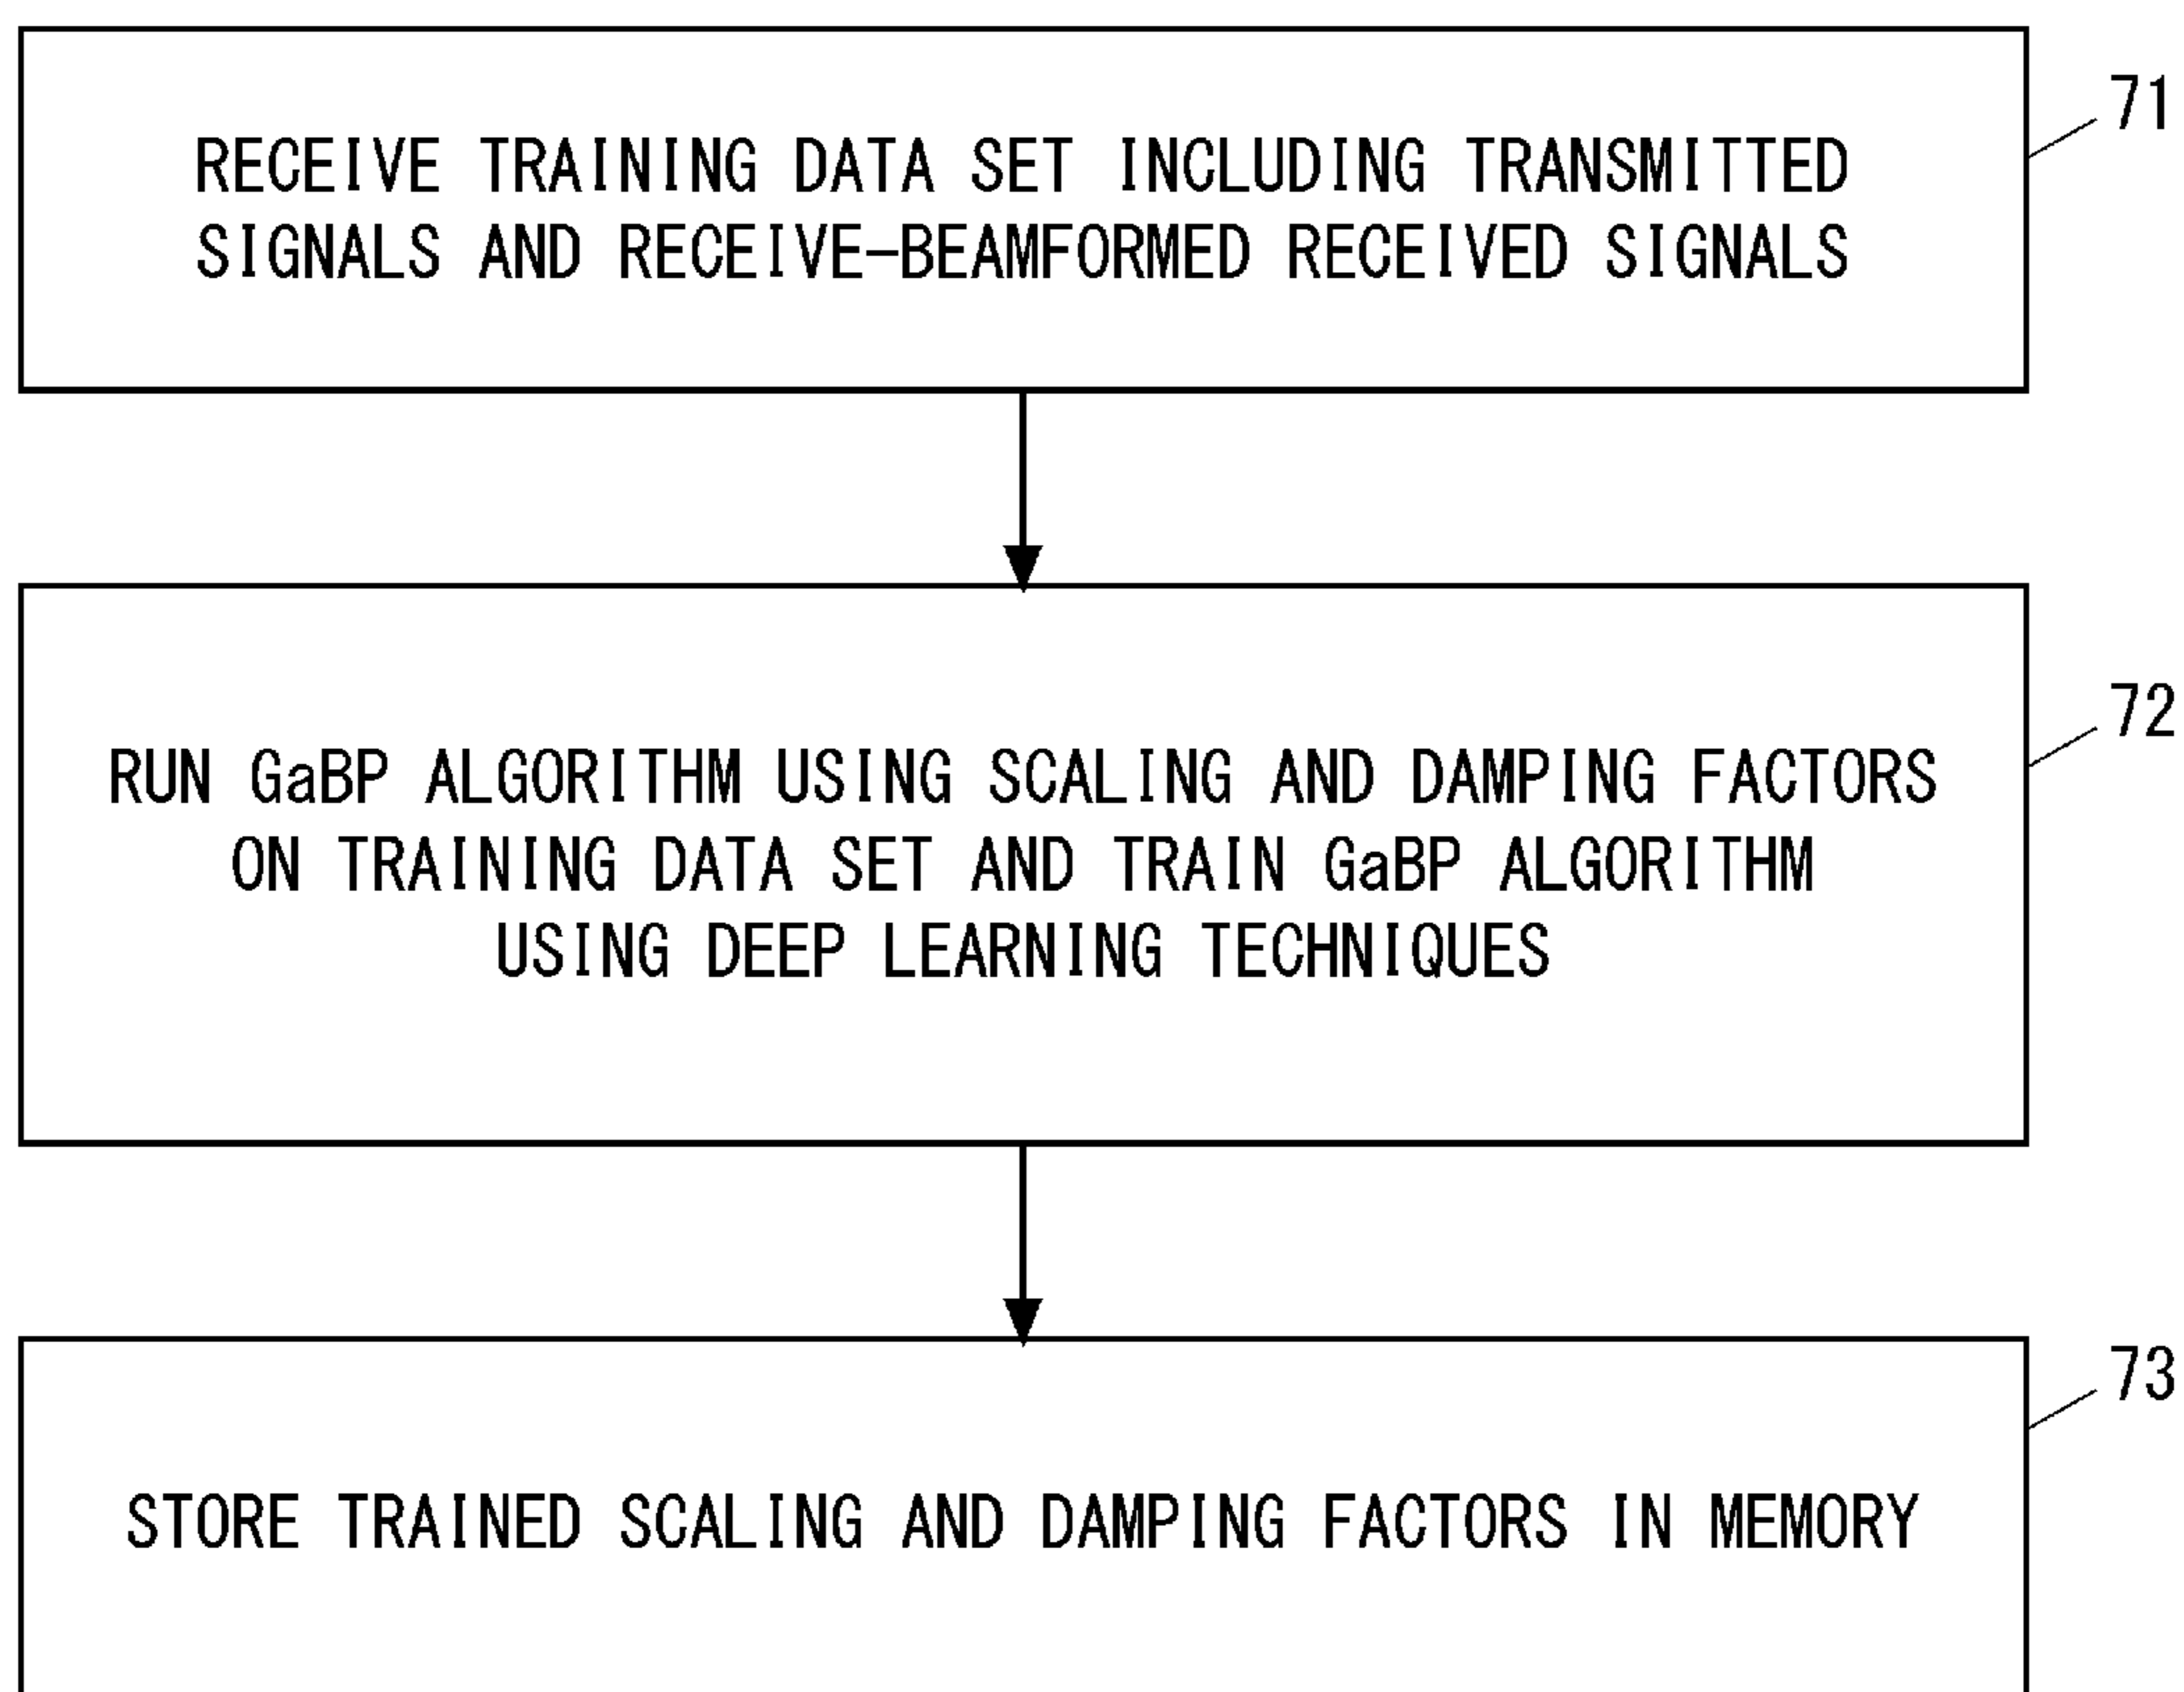 71
RECEIVE TRAINING DATA SET INCLUDING TRANSMITTED
SIGNALS AND RECEIVE-BEAMFORMED RECEIVED SIGNALS
72
RUN GaBP ALGORITHM USING SCALING AND DAMPING FACTORS
ON TRAINING DATA SET AND TRAIN GaBP ALGORITHM
USING DEEP LEARNING TECHNIQUES
73
STORE TRAINED SCALING AND DAMPING FACTORS IN MEMORY